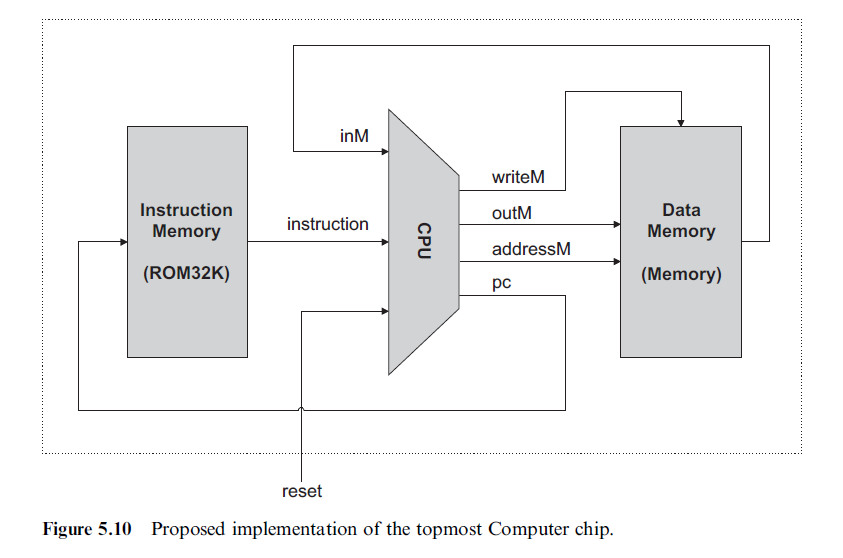 inM
Instruction
Memory
(ROM32K)
instruction
CPU
writeM
outM
addressM
pc
Data
Memory
(Memory)
reset
Figure 5.10 Proposed implementation of the topmost Computer chip.